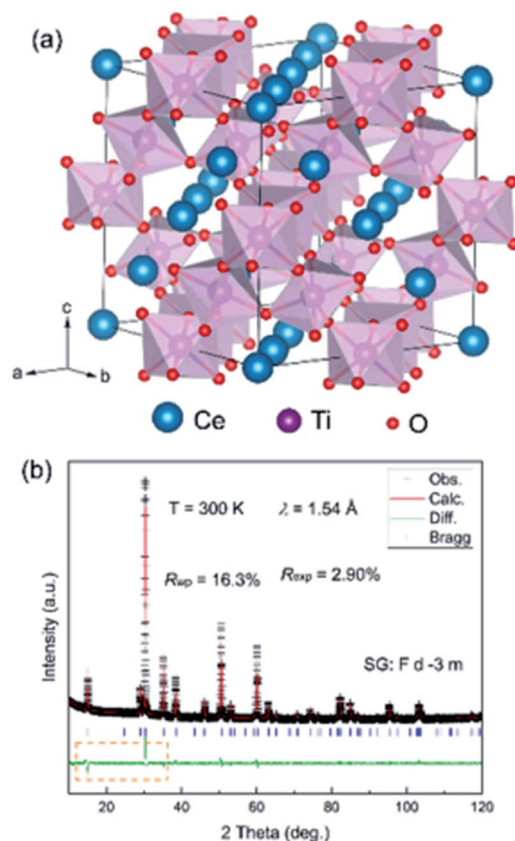 (a)
c
a
b
Ce Ti O
(b)
Obs.
T = 300 K λ = 1.54 Å Calc.
Diff.
Bragg
Rwp = 16.3% Rexp = 2.90%
SG: F d -3 m
Intensity (a.u.)
20 40 60 80 100 120
2 Theta (deg.)